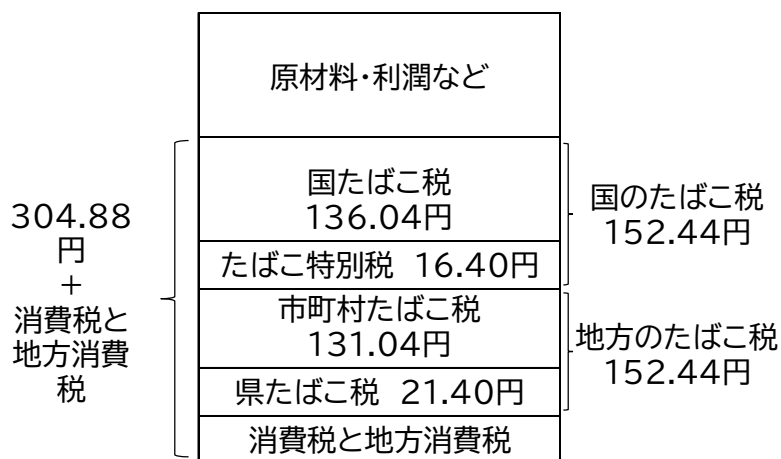 原材料・利潤など
304.88
円
+
消費税と
地方消費
税
国たばこ税
136.04円
たばこ特別税 16.40円
市町村たばこ税
131.04円
県たばこ税 21.40円
消費税と地方消費税
国のたばこ税
152.44円
地方のたばこ税
152.44円